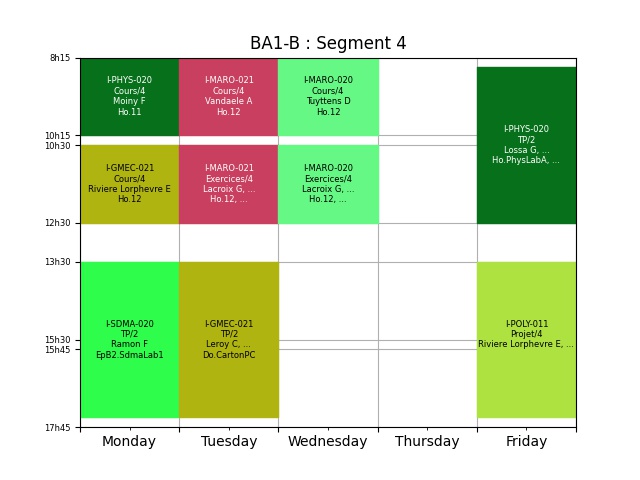 BA1-B : Segment 4
8h15
10h15
10h30
12h30
13h30
15h30
15h45
17h45
I-PHYS-020
Cours/4
Moiny F
Ho.11
I-MARO-021
Cours/4
Vandaele A
Ho.12
I-MARO-020
Cours/4
Tuyttens D
Ho.12
I-PHYS-020
TP/2
Lossa G, ...
Ho.PhysLabA, ...
I-GMEC-021
Cours/4
Riviere Lorphevre E
Ho.12
I-MARO-021
Exercices/4
Lacroix G, ...
Ho.12, ...
I-MARO-020
Exercices/4
Lacroix G, ...
Ho.12, ...
I-SDMA-020
TP/2
Ramon F
EpB2.SdmaLab1
I-GMEC-021
TP/2
Leroy C, ...
Do.CartonPC
I-POLY-011
Projet/4
Riviere Lorphevre E, ...
Monday
Tuesday
Wednesday
Thursday
Friday